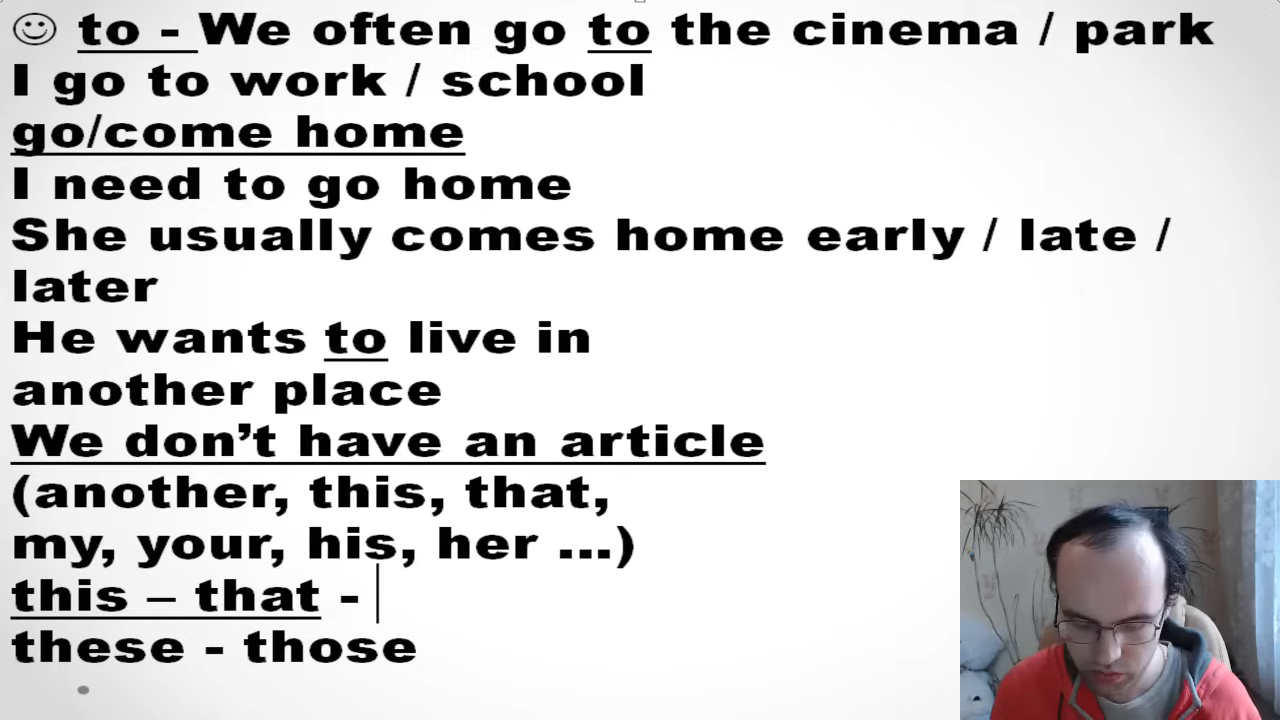 ☺ to - We often go to the cinema / park
I go to work / school
go/come home
I need to go home
She usually comes home early / late /
later
He wants to live in
another place
We don’t have an article
(another, this, that,
my, your, his, her ...)
this – that -
these - those